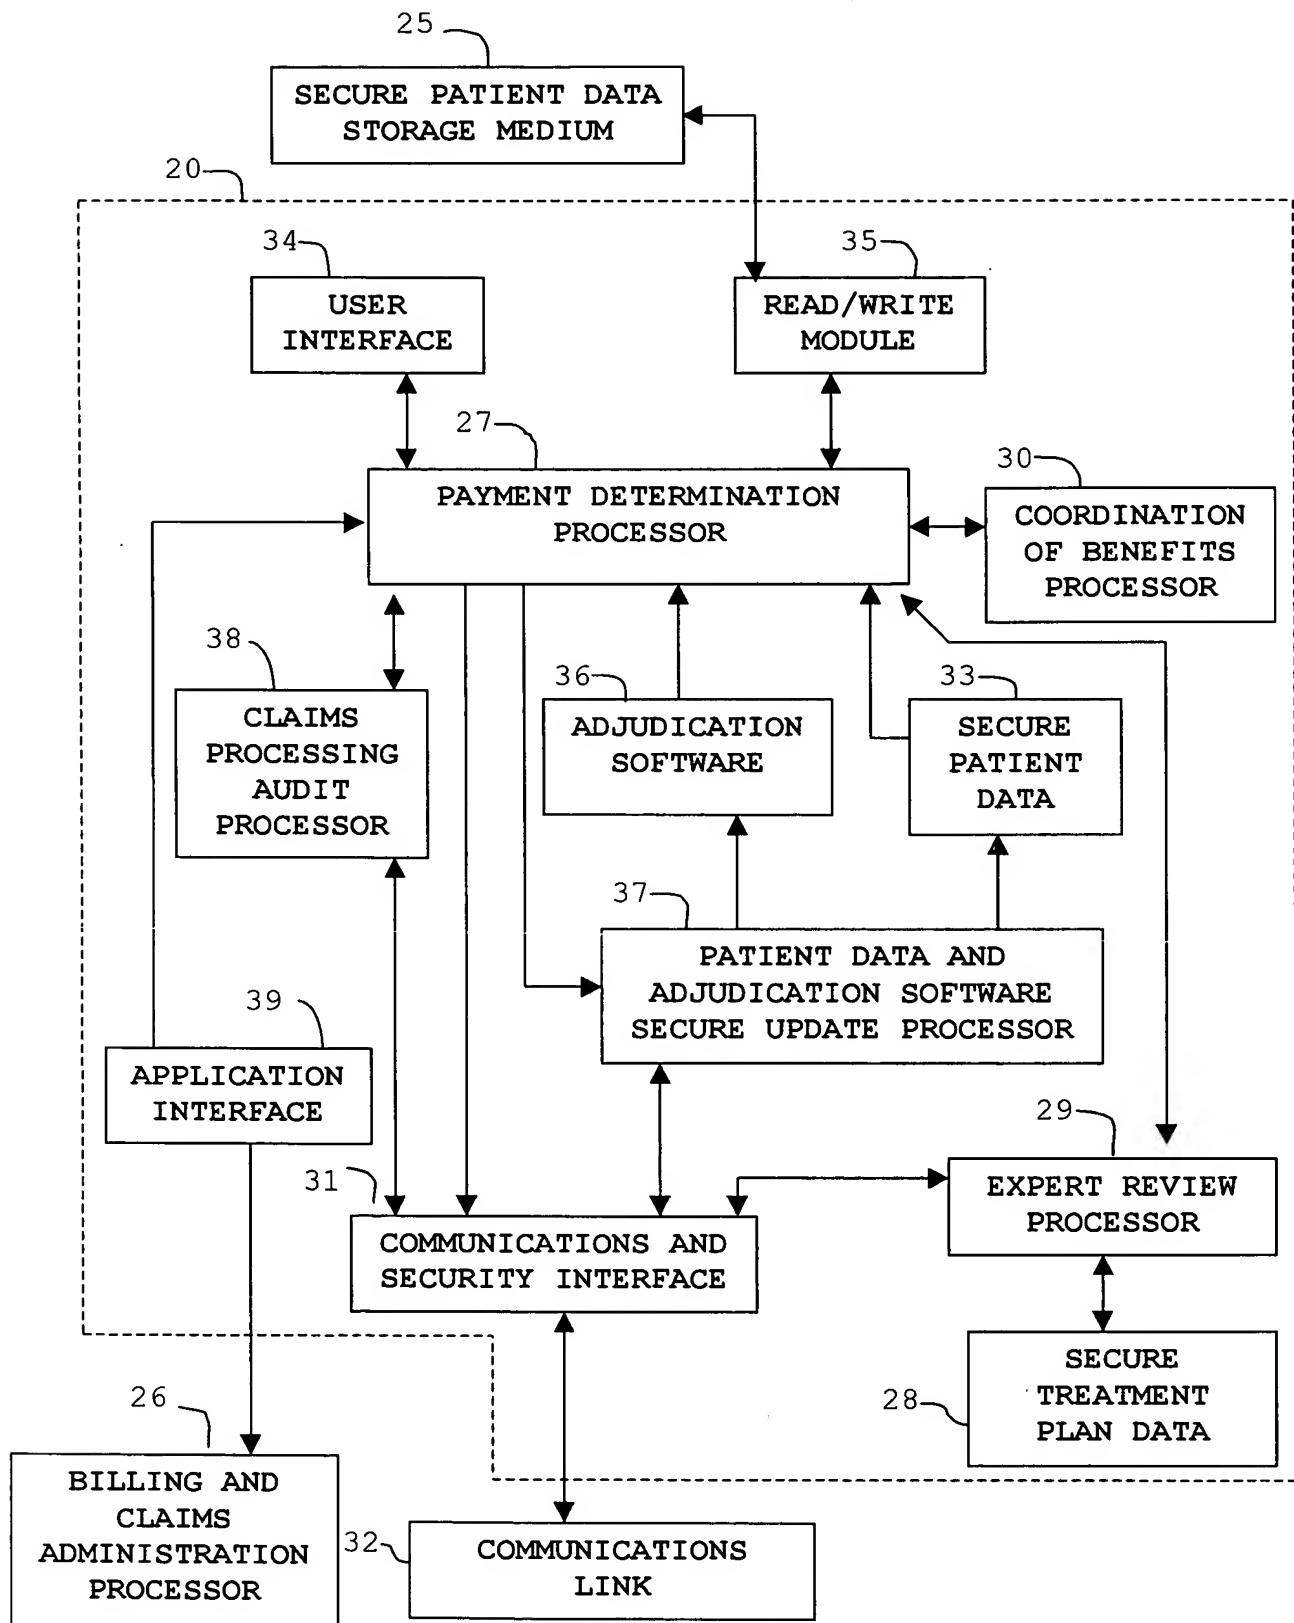 25
SECURE PATIENT DATA
STORAGE MEDIUM
20
34
USER
INTERFACE
35
READ/WRITE
MODULE
27
PAYMENT DETERMINATION
PROCESSOR
30
COORDINATION
OF BENEFITS
PROCESSOR
38
CLAIMS
PROCESSING
AUDIT
PROCESSOR
36
ADJUDICATION
SOFTWARE
33
SECURE
PATIENT
DATA
37
PATIENT DATA AND
ADJUDICATION SOFTWARE
SECURE UPDATE PROCESSOR
39
APPLICATION
INTERFACE
31
COMMUNICATIONS AND
SECURITY INTERFACE
29
EXPERT REVIEW
PROCESSOR
28
SECURE
TREATMENT
PLAN DATA
26
BILLING AND
CLAIMS
ADMINISTRATION
PROCESSOR
32
COMMUNICATIONS
LINK